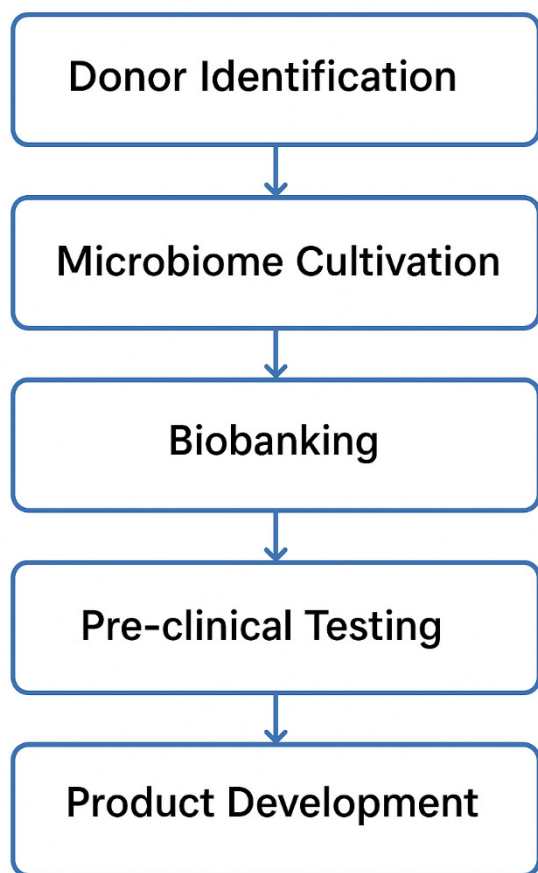 Donor Identification
Microbiome Cultivation
Biobanking
Pre-clinical Testing
Product Development